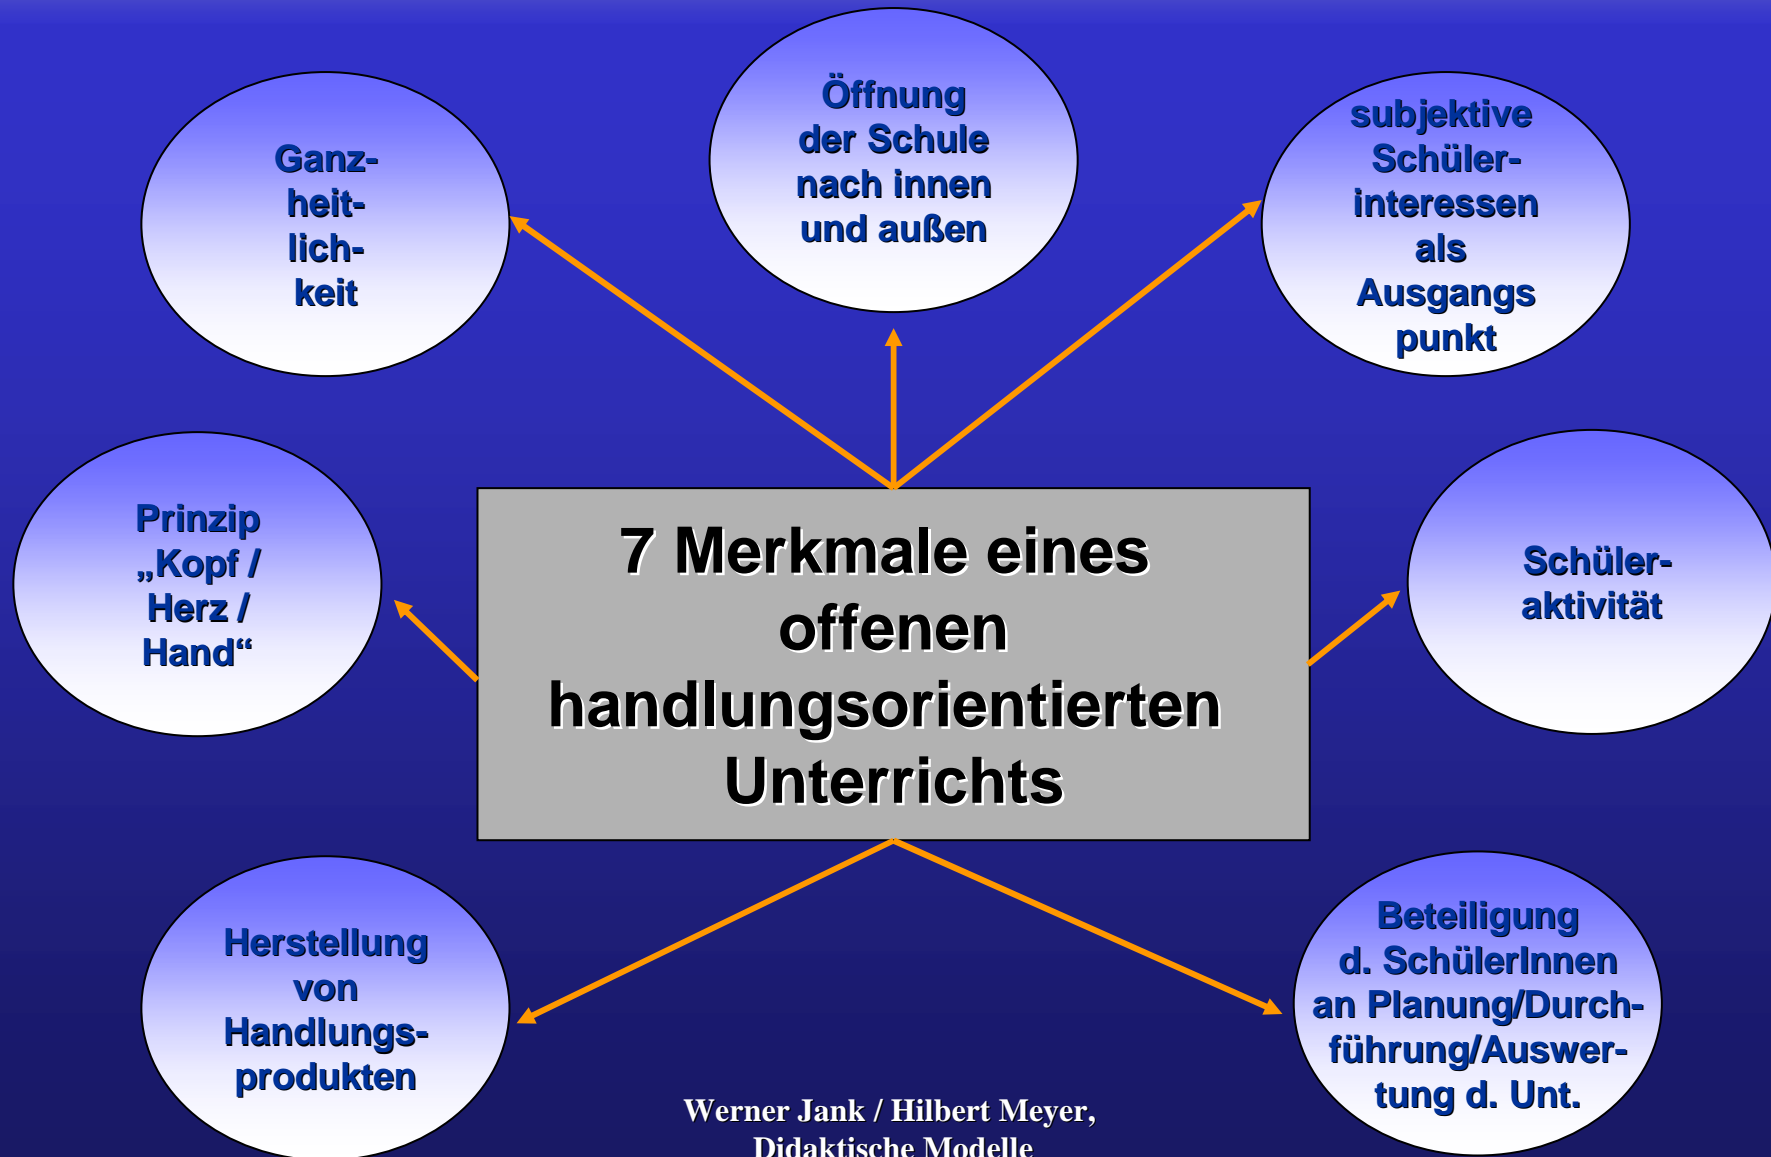 Öffnung
der Schule
nach innen
und außen
Ganz-
heit-
lich-
keit
subjektive
Schüler-
interessen
als
Ausgangs
punkt
Prinzip
„Kopf /
Herz /
Hand“
7 Merkmale eines
offenen
handlungsorientierten
Unterrichts
Schüler-
aktivität
Herstellung
von
Handlungs-
produkten
Beteiligung
d. SchülerInnen
an Planung/Durch-
führung/Auswer-
tung d. Unt.
Werner Jank / Hilbert Meyer,
Didaktische Modelle